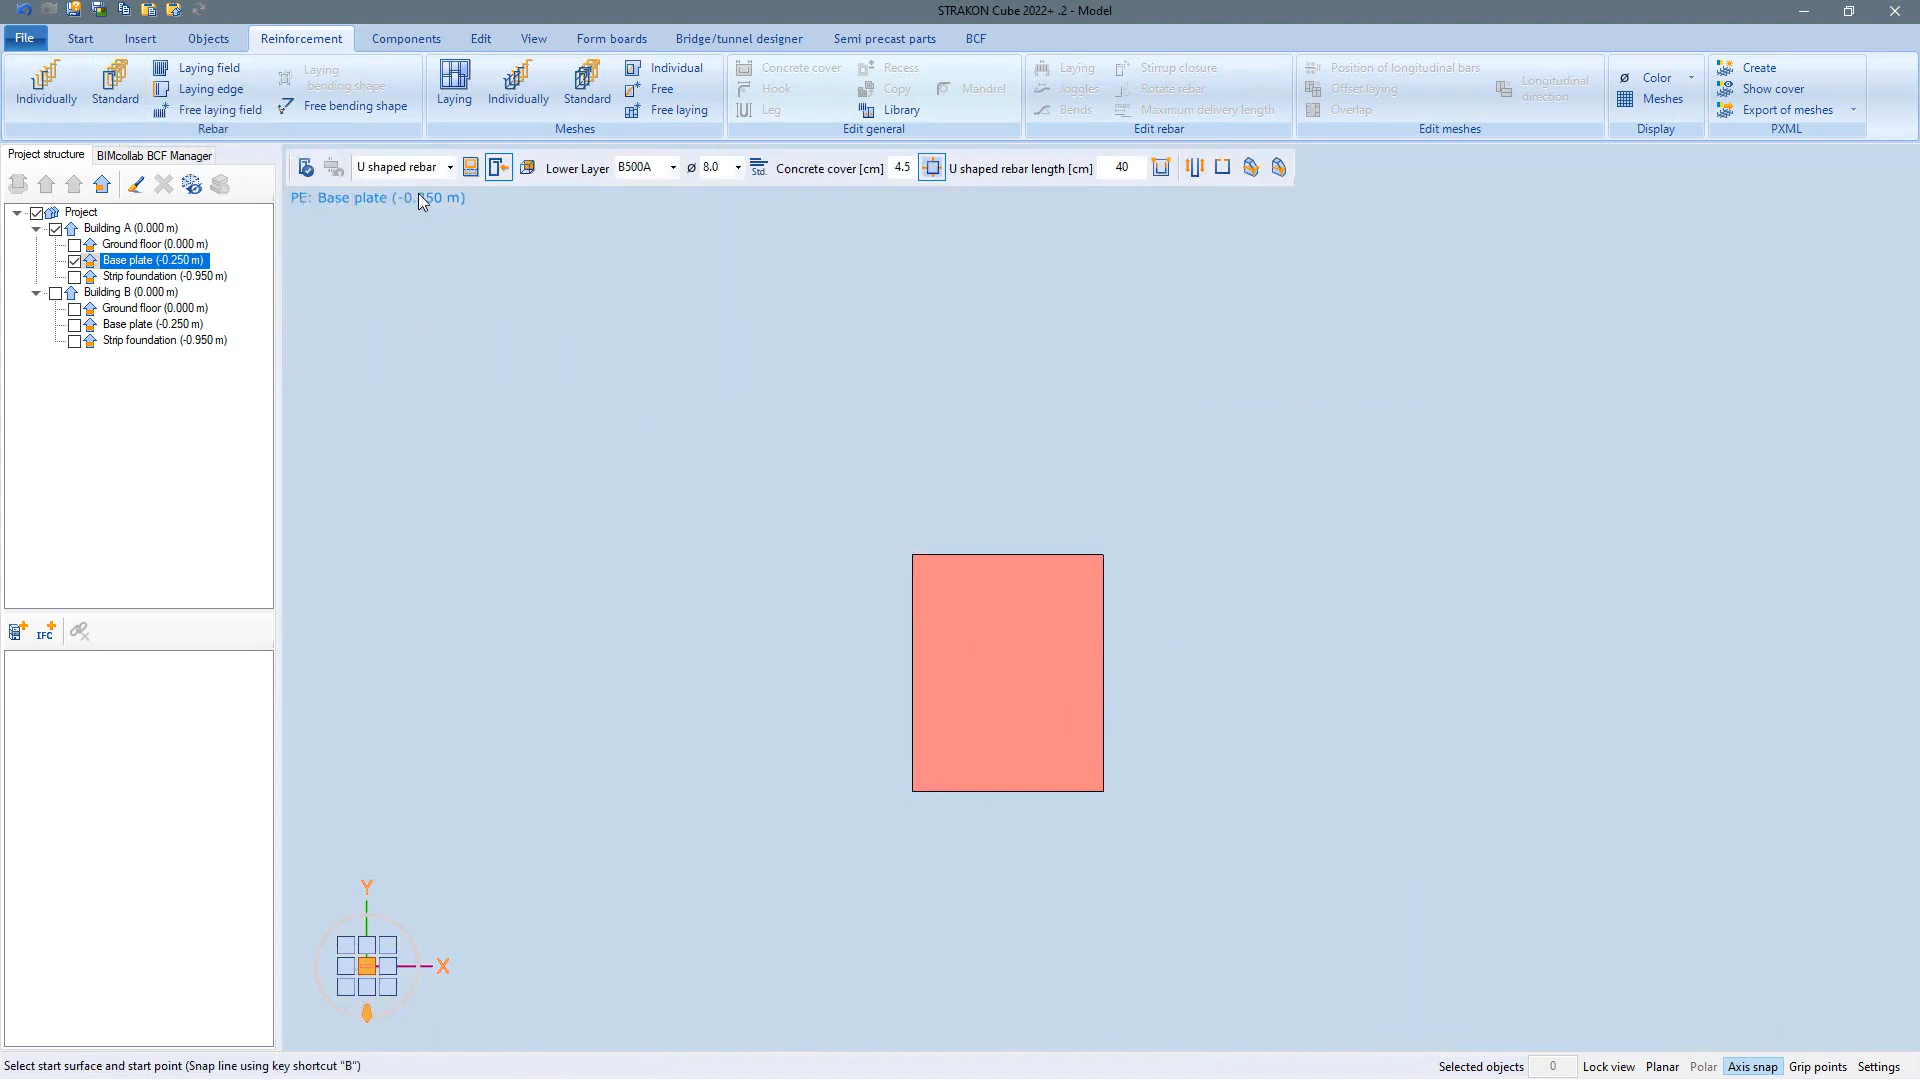 STRAKON Cube 2022+ .2 - Model
File Start Insert Objects Reinforcement Components Edit View Form boards Bridge/tunnel designer Semi precast parts BCF
Individually
Standard
Laying field
Laying edge
Free laying field
Laying bending shape
Free bending shape
Rebar
Laying
Individually
Standard
Individual
Free
Free laying
Meshes
Concrete cover
Hook
Leg
Recess
Copy
Library
Mandrel
Edit general
Laying
Joggles
Bends
Stirrup closure
Rotate rebar
Maximum delivery length
Edit rebar
Position of longitudinal bars
Offset laying
Overlap
Longitudinal direction
Edit meshes
Color
Meshes
Display
Create
Show cover
Export of meshes
PXML
Project structure BIMcollab BCF Manager
U shaped rebar Lower Layer B500A ø 8.0 Std. Concrete cover [cm] 4.5 U shaped rebar length [cm] 40
PE: Base plate (-0.250 m)
Project
Building A (0.000 m)
Ground floor (0.000 m)
Base plate (-0.250 m)
Strip foundation (-0.950 m)
Building B (0.000 m)
Ground floor (0.000 m)
Base plate (-0.250 m)
Strip foundation (-0.950 m)
IFC
Y
X
Select start surface and start point (Snap line using key shortcut "B")
Selected objects 0 Lock view Planar Polar Axis snap Grip points Settings